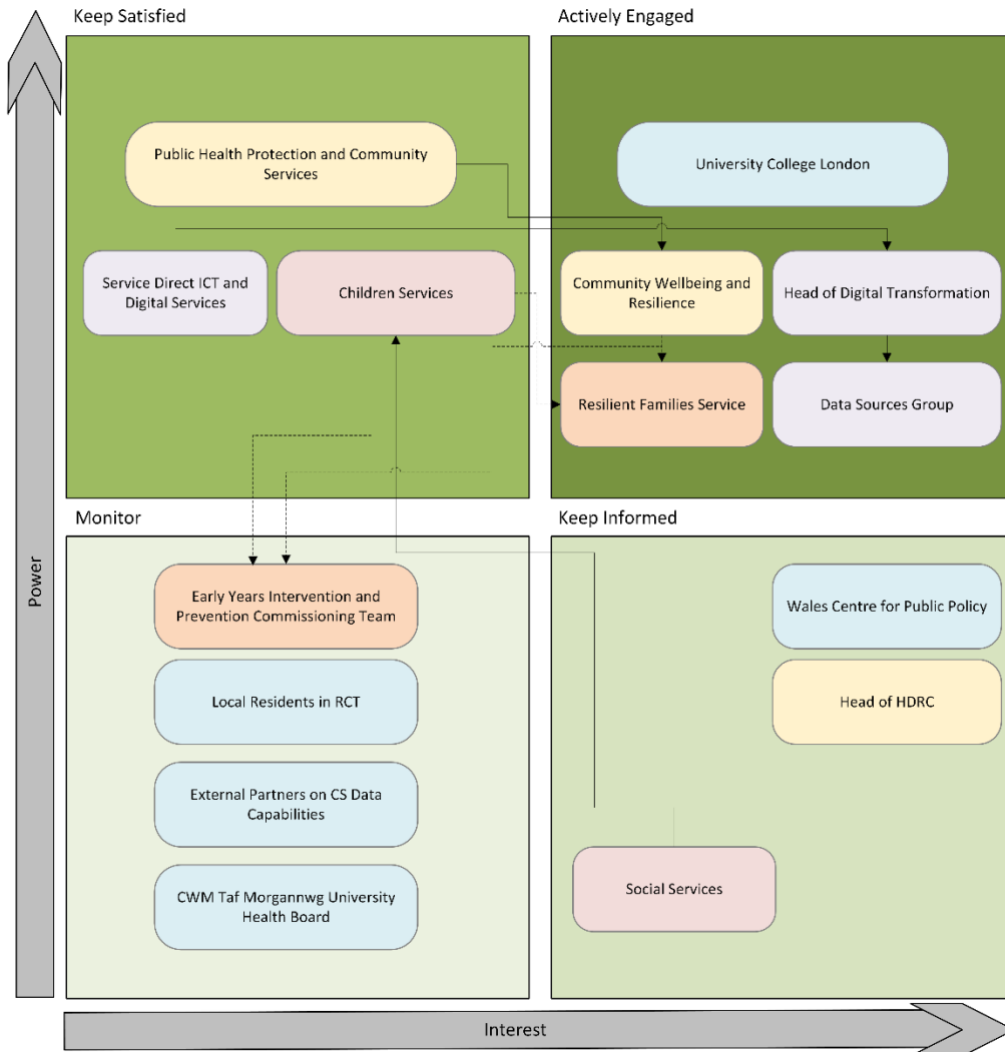 Keep Satisfied
Actively Engaged
Public Health Protection and Community
Services
University College London
Service Direct ICT and
Digital Services
Children Services
Community Wellbeing and
Resilience
Head of Digital Transformation
Resilient Families Service
Data Sources Group
Monitor
Keep Informed
Early Years Intervention and
Prevention Commissioning Team
Wales Centre for Public Policy
Local Residents in RCT
Head of HDRC
External Partners on CS Data
Capabilities
CWM Taf Morgannwg University
Health Board
Social Services
Power
Interest